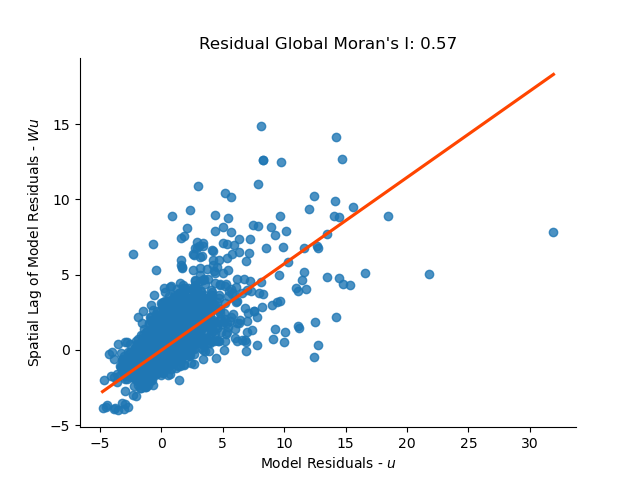 Residual Global Moran's I: 0.57
Spatial Lag of Model Residuals - Wu
15
10
5
0
−5
−5 0 5 10 15 20 25 30
Model Residuals - u